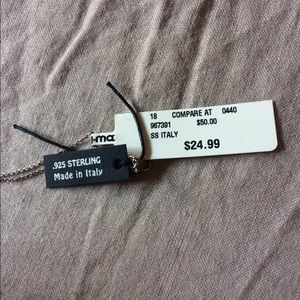 18 COMPARE AT 0440
967391 $50.00
SS ITALY
$24.99
.925 STERLING
Made in Italy